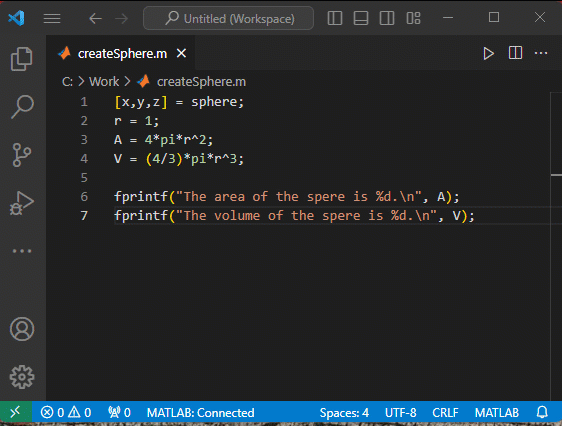 Untitled (Workspace)
createSphere.m
C: > Work > createSphere.m
1 [x,y,z] = sphere;
2 r = 1;
3 A = 4*pi*r^2;
4 V = (4/3)*pi*r^3;
5
6 fprintf("The area of the spere is %d.\n", A);
7 fprintf("The volume of the spere is %d.\n", V);
0 0 0 MATLAB: Connected Spaces: 4 UTF-8 CRLF MATLAB